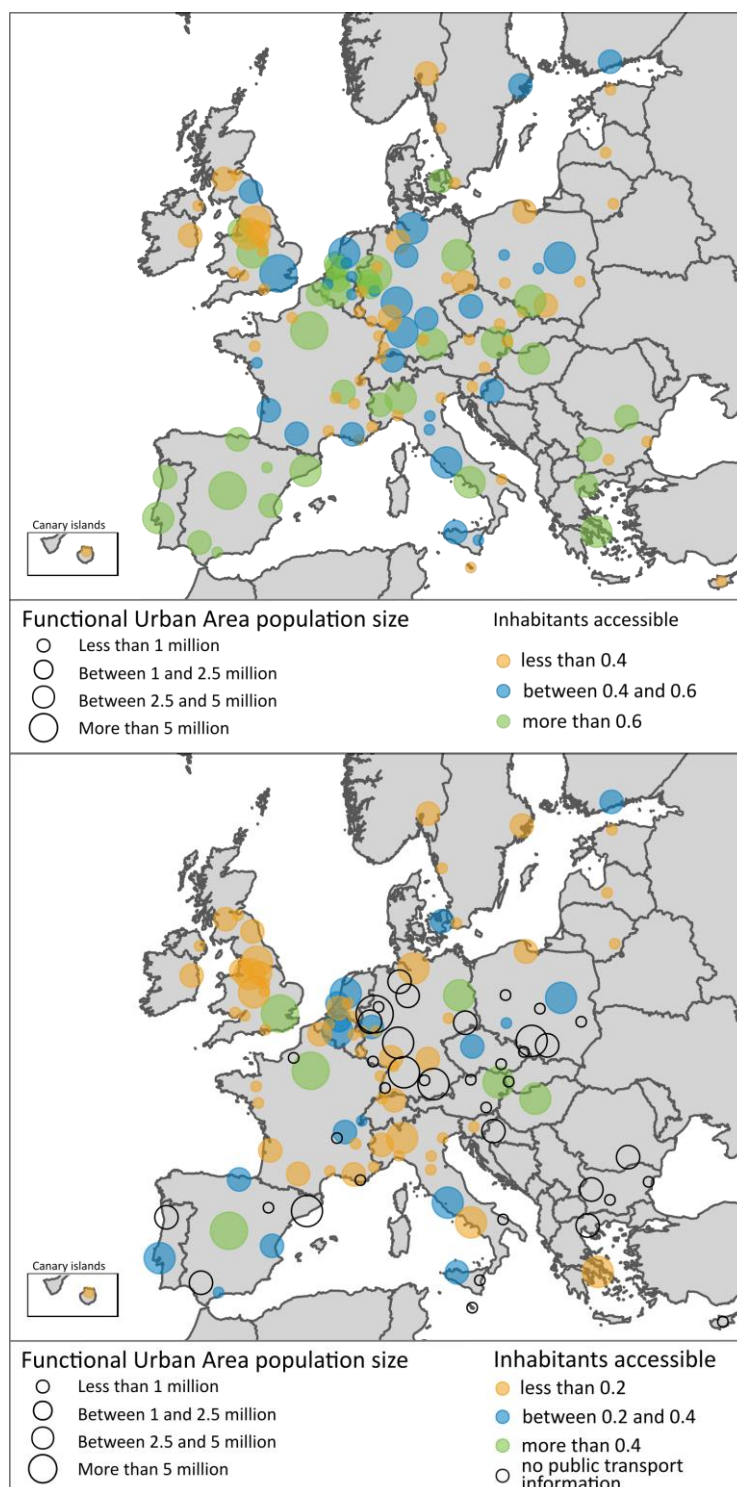 Canary islands
Functional Urban Area population size
Less than 1 million
Between 1 and 2.5 million
Between 2.5 and 5 million
More than 5 million
Inhabitants accessible
less than 0.4
between 0.4 and 0.6
more than 0.6
Canary islands
Functional Urban Area population size
Less than 1 million
Between 1 and 2.5 million
Between 2.5 and 5 million
More than 5 million
Inhabitants accessible
less than 0.2
between 0.2 and 0.4
more than 0.4
no public transport
information